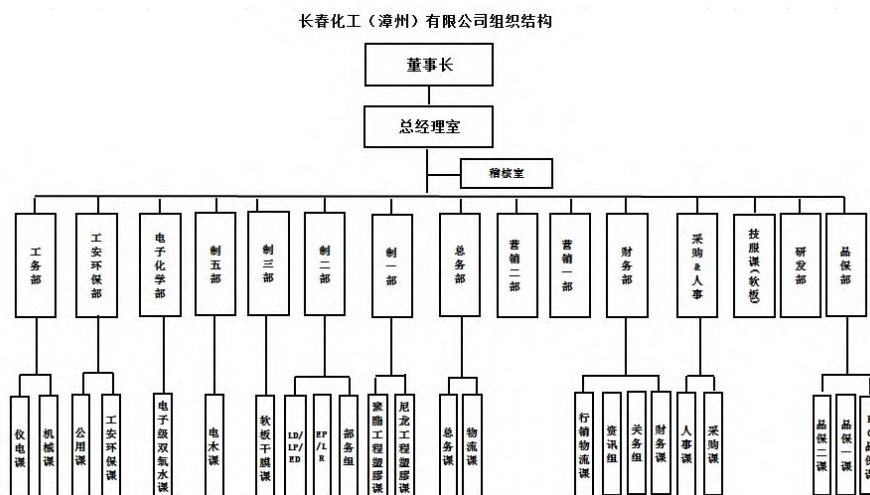 长春化工（漳州）有限公司组织结构
董事长
总经理室
稽核室
工务部
工安环保部
电子化学部
制五部
制三部
制二部
制一部
总务部
营销二部
营销一部
财务部
采购&人事
技服课(软板)
研发部
品保部
仪电课
机械课
公用课
工安环保课
电子级双氧水课
电木课
软板干膜课
LD/LP/ED
EP/LR
部务组
聚酯工程塑胶课
尼龙工程塑胶课
总务课
物流课
行销物流课
资讯组
关务组
财务课
人事课
采购课
品保二课
品保一课